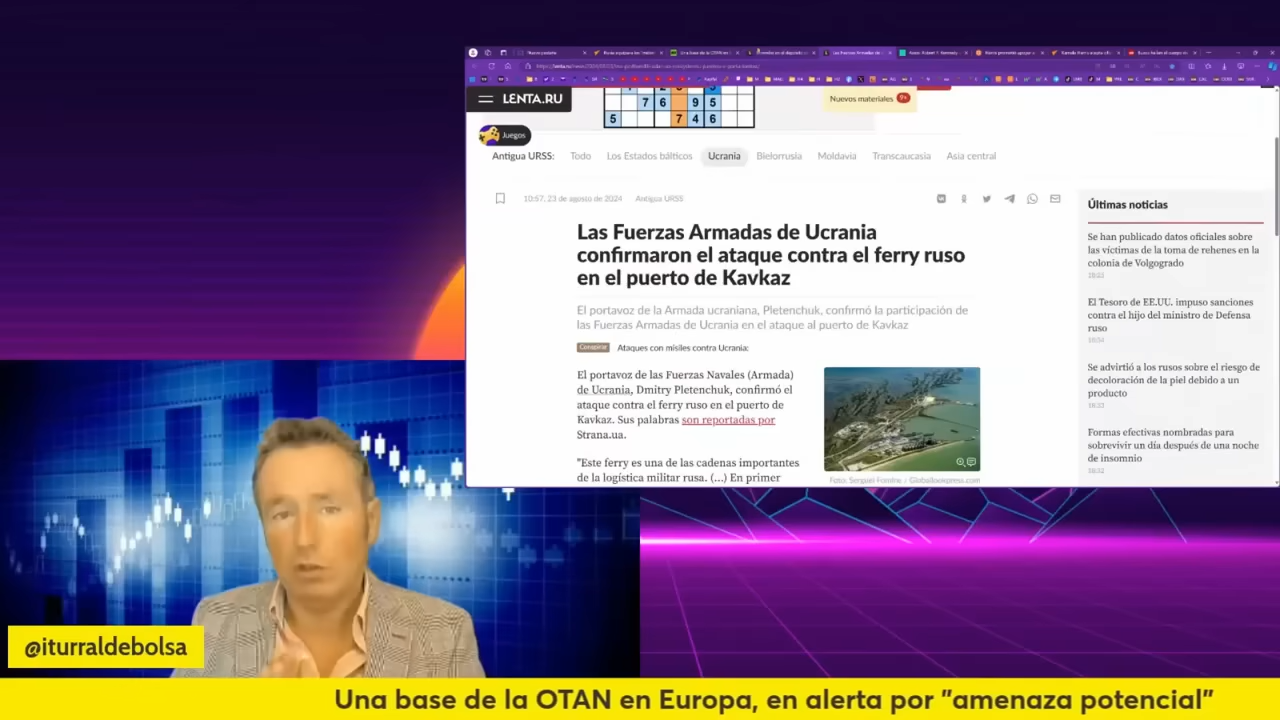 LENTA.RU
7 6 9 5
5 7 4 6
Nuevos materiales 9+
Juegos
Antigua URSS: Todo Los Estados bálticos Ucrania Bielorrusia Moldavia Transcaucasia Asia central
10:57, 23 de agosto de 2024 Antigua URSS
Las Fuerzas Armadas de Ucrania
confirmaron el ataque contra el ferry ruso
en el puerto de Kavkaz
El portavoz de la Armada ucraniana, Pletenchuk, confirmó la participación de
las Fuerzas Armadas de Ucrania en el ataque al puerto de Kavkaz
Ataques con misiles contra Ucrania:
El portavoz de las Fuerzas Navales (Armada)
de Ucrania, Dmitry Pletenchuk, confirmó el
ataque contra el ferry ruso en el puerto de
Kavkaz. Sus palabras son reportadas por
Strana.ua.
"Este ferry es una de las cadenas importantes
de la logística militar rusa. (...) En primer
Últimas noticias
Se han publicado datos oficiales sobre
las víctimas de la toma de rehenes en la
colonia de Volgogrado
El Tesoro de EE.UU. impuso sanciones
contra el hijo del ministro de Defensa
ruso
Se advirtió a los rusos sobre el riesgo de
decoloración de la piel debido a un
producto
Formas efectivas nombradas para
sobrevivir un día después de una noche
de insomnio
@iturraldebolsa
Una base de la OTAN en Europa, en alerta por "amenaza potencial"